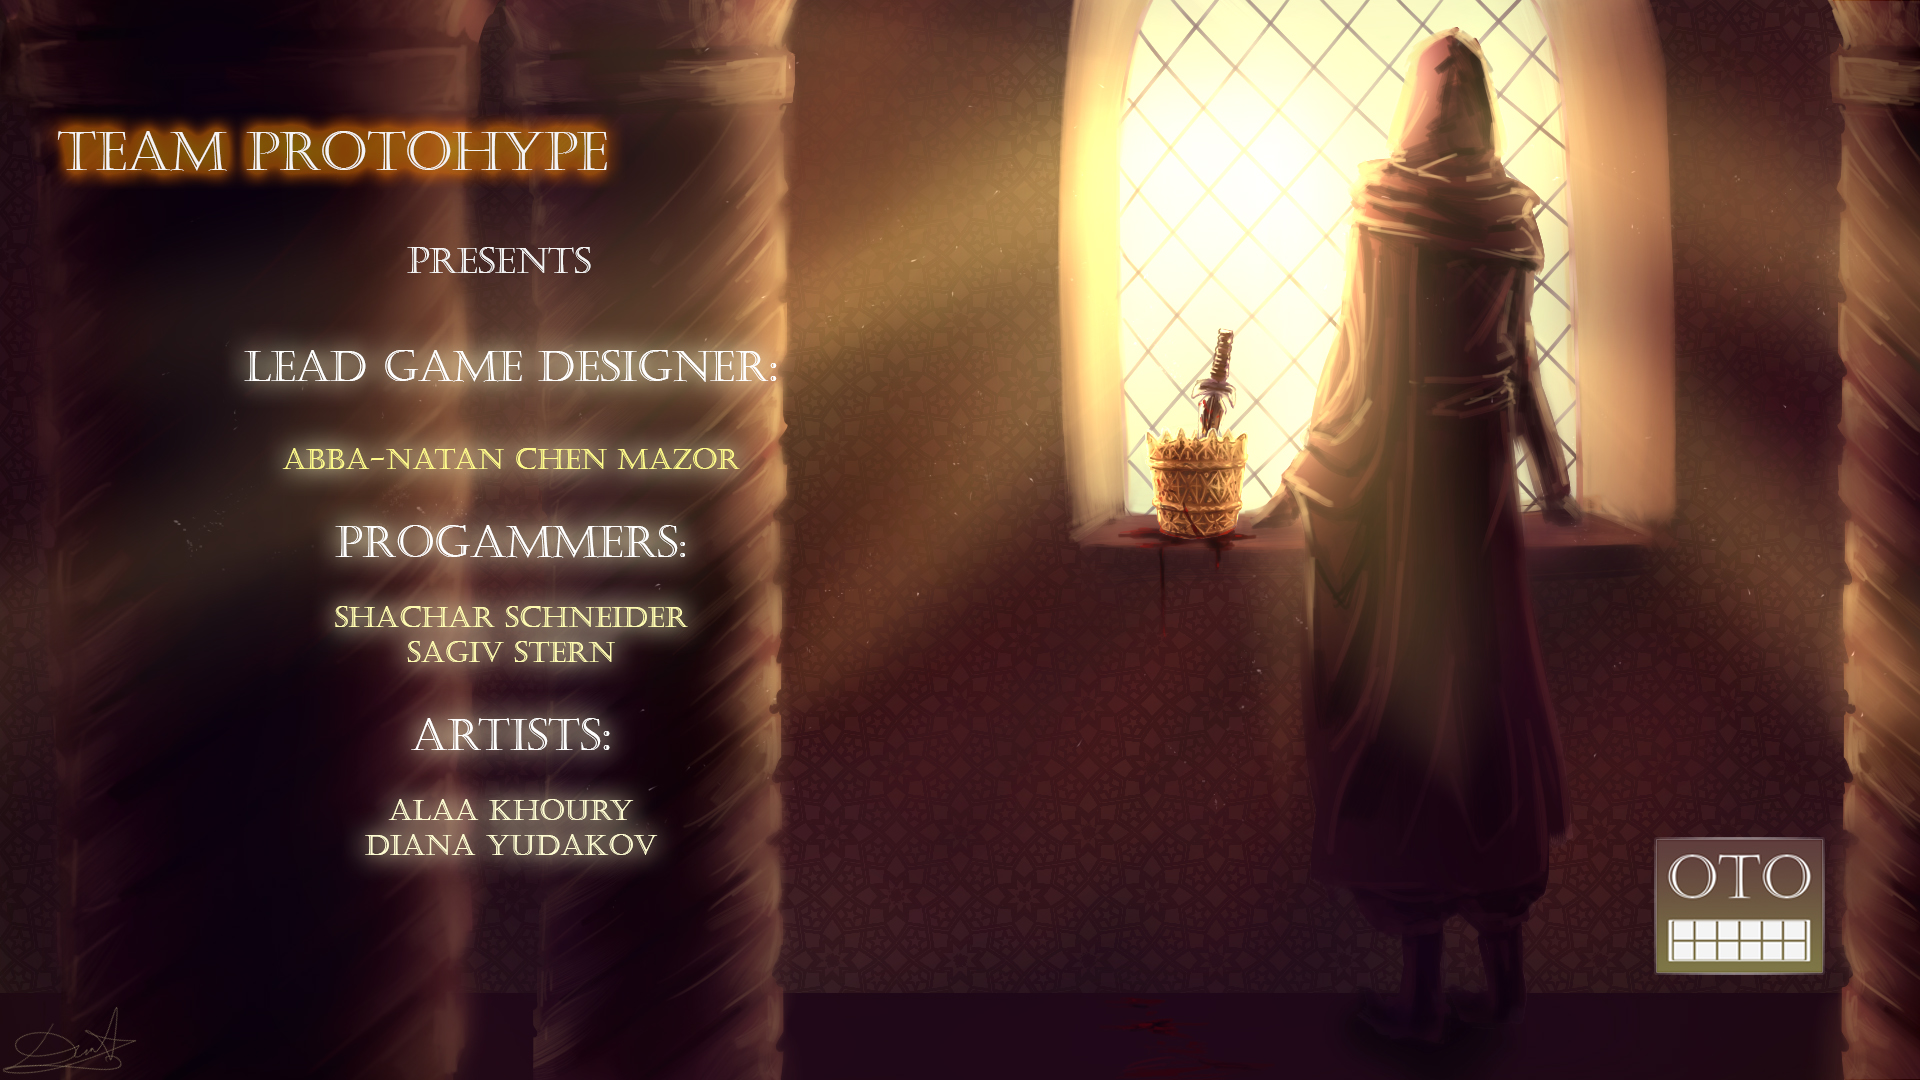 TEAM PROTOHYPE
PRESENTS
LEAD GAME DESIGNER:
ABBA-NATAN CHEN MAZOR
PROGAMMERS:
SHACHAR SCHNEIDER
SAGIV STERN
ARTISTS:
ALAA KHOURY
DIANA YUDAKOV
OTO